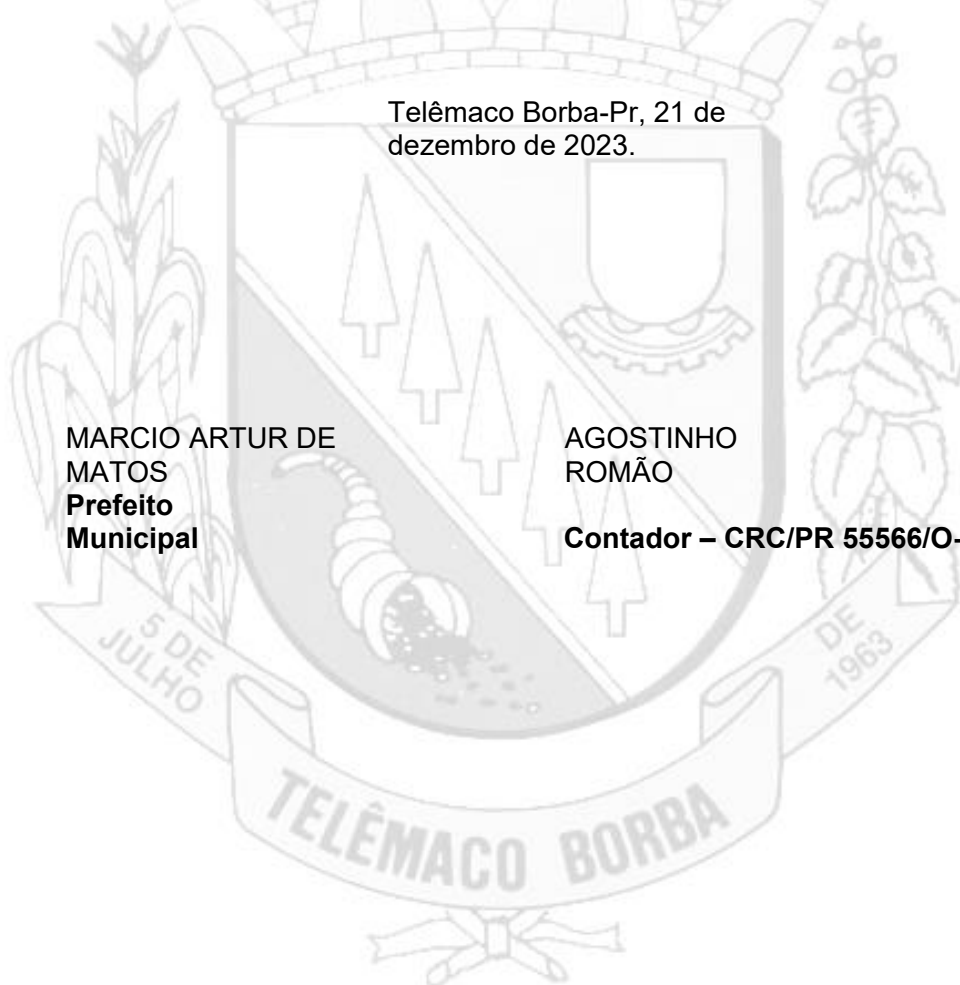 Telêmaco Borba-Pr, 21 de
dezembro de 2023.
MARCIO ARTUR DE
MATOS
Prefeito
Municipal
AGOSTINHO
ROMÃO
Contador – CRC/PR 55566/O-
5 DE
JULHO
DE
1963
TELÊMACO BORBA